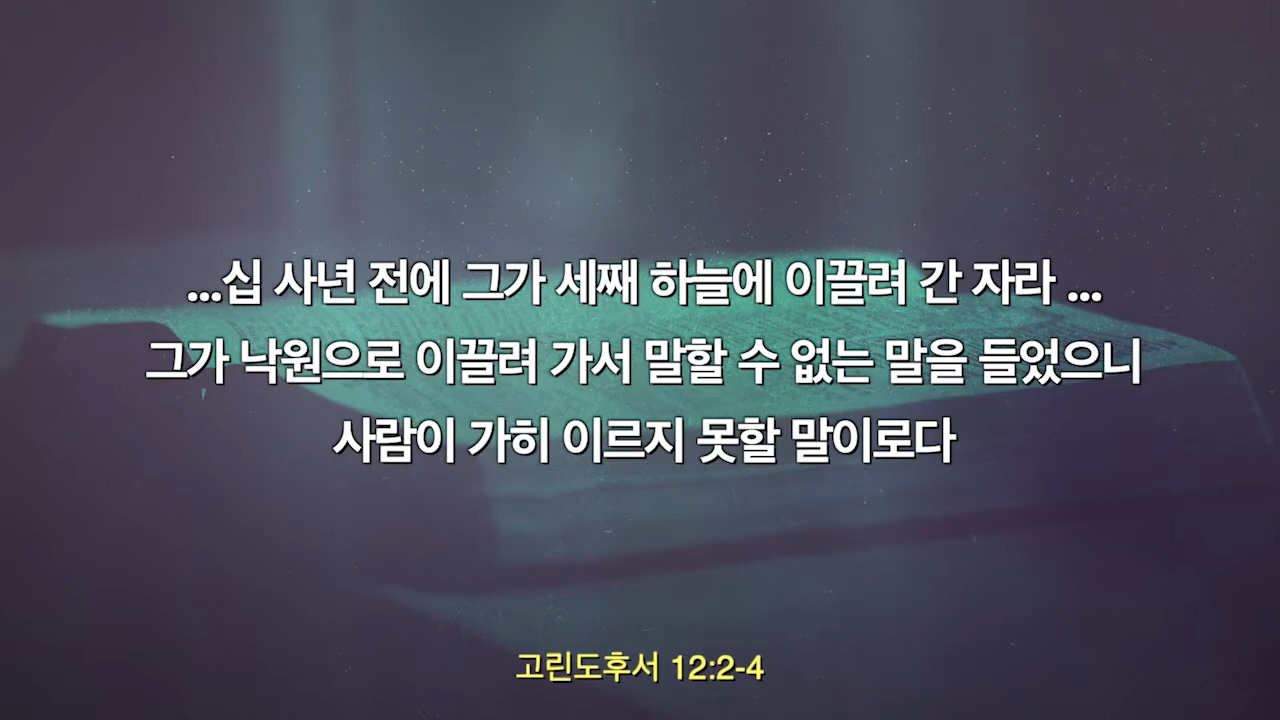 ...십 사년 전에 그가 세째 하늘에 이끌려 간 자라 ...
그가 낙원으로 이끌려 가서 말할 수 없는 말을 들었으니
사람이 가히 이르지 못할 말이로다
고린도후서 12:2-4